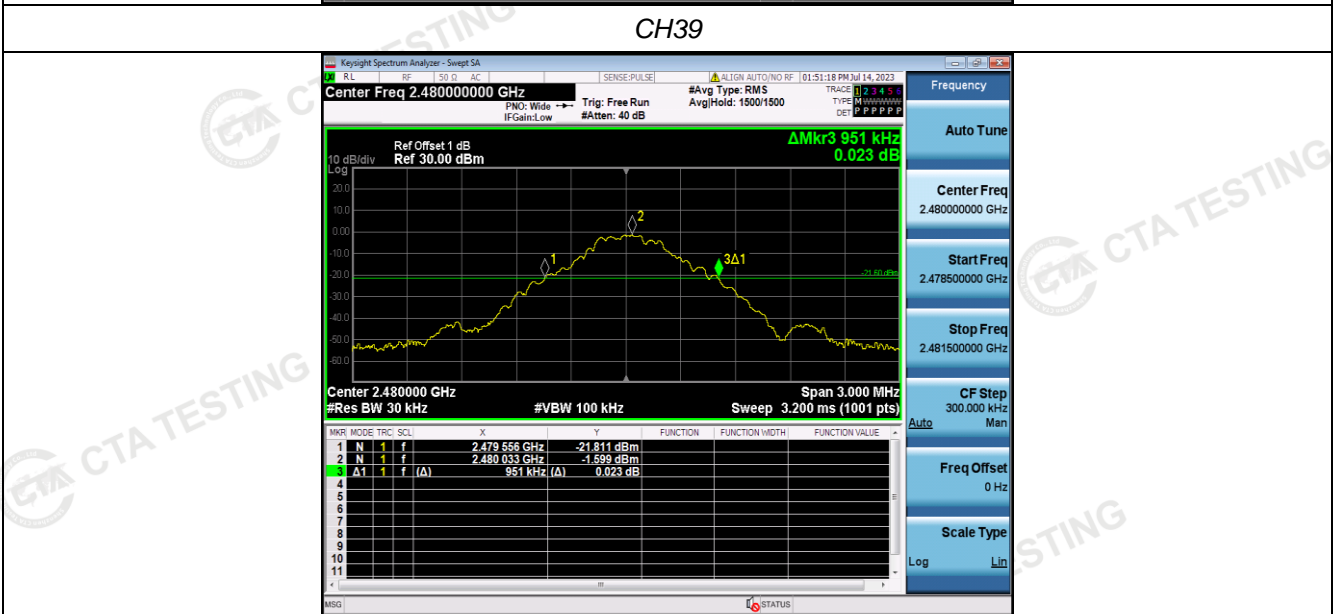 CH39
Keysight Spectrum Analyzer - Swept SA
RL RF 50 Ω AC SENSE:PULSE ALIGN AUTO/NO RF 01:51:18 PM Jul 14, 2023
Center Freq 2.480000000 GHz
PNO: Wide
IFGain:Low
Trig: Free Run
#Atten: 40 dB
#Avg Type: RMS
Avg|Hold: 1500/1500
TRACE 1 2 3 4 5 6
TYPE M WWWWW
DET P P P P P P
ΔMkr3 951 kHz
0.023 dB
Ref Offset 1 dB
Ref 30.00 dBm
10 dB/div
Log
20.0
10.0
0.00
-10.0
-20.0
-30.0
-40.0
-50.0
-60.0
1
2
3Δ1
-21.60 dBm
Center 2.480000 GHz Span 3.000 MHz
#Res BW 30 kHz #VBW 100 kHz Sweep 3.200 ms (1001 pts)
MKR MODE TRC SCL X Y FUNCTION FUNCTION WIDTH FUNCTION VALUE
1 N 1 f 2.479 556 GHz -21.811 dBm
2 N 1 f 2.480 033 GHz -1.599 dBm
3 Δ1 1 f (Δ) 951 kHz (Δ) 0.023 dB
4
5
6
7
8
9
10
11
MSG STATUS
Frequency
Auto Tune
Center Freq
2.480000000 GHz
Start Freq
2.478500000 GHz
Stop Freq
2.481500000 GHz
CF Step
300.000 kHz
Auto Man
Freq Offset
0 Hz
Scale Type
Log Lin
CTA TESTING
CTA TESTING